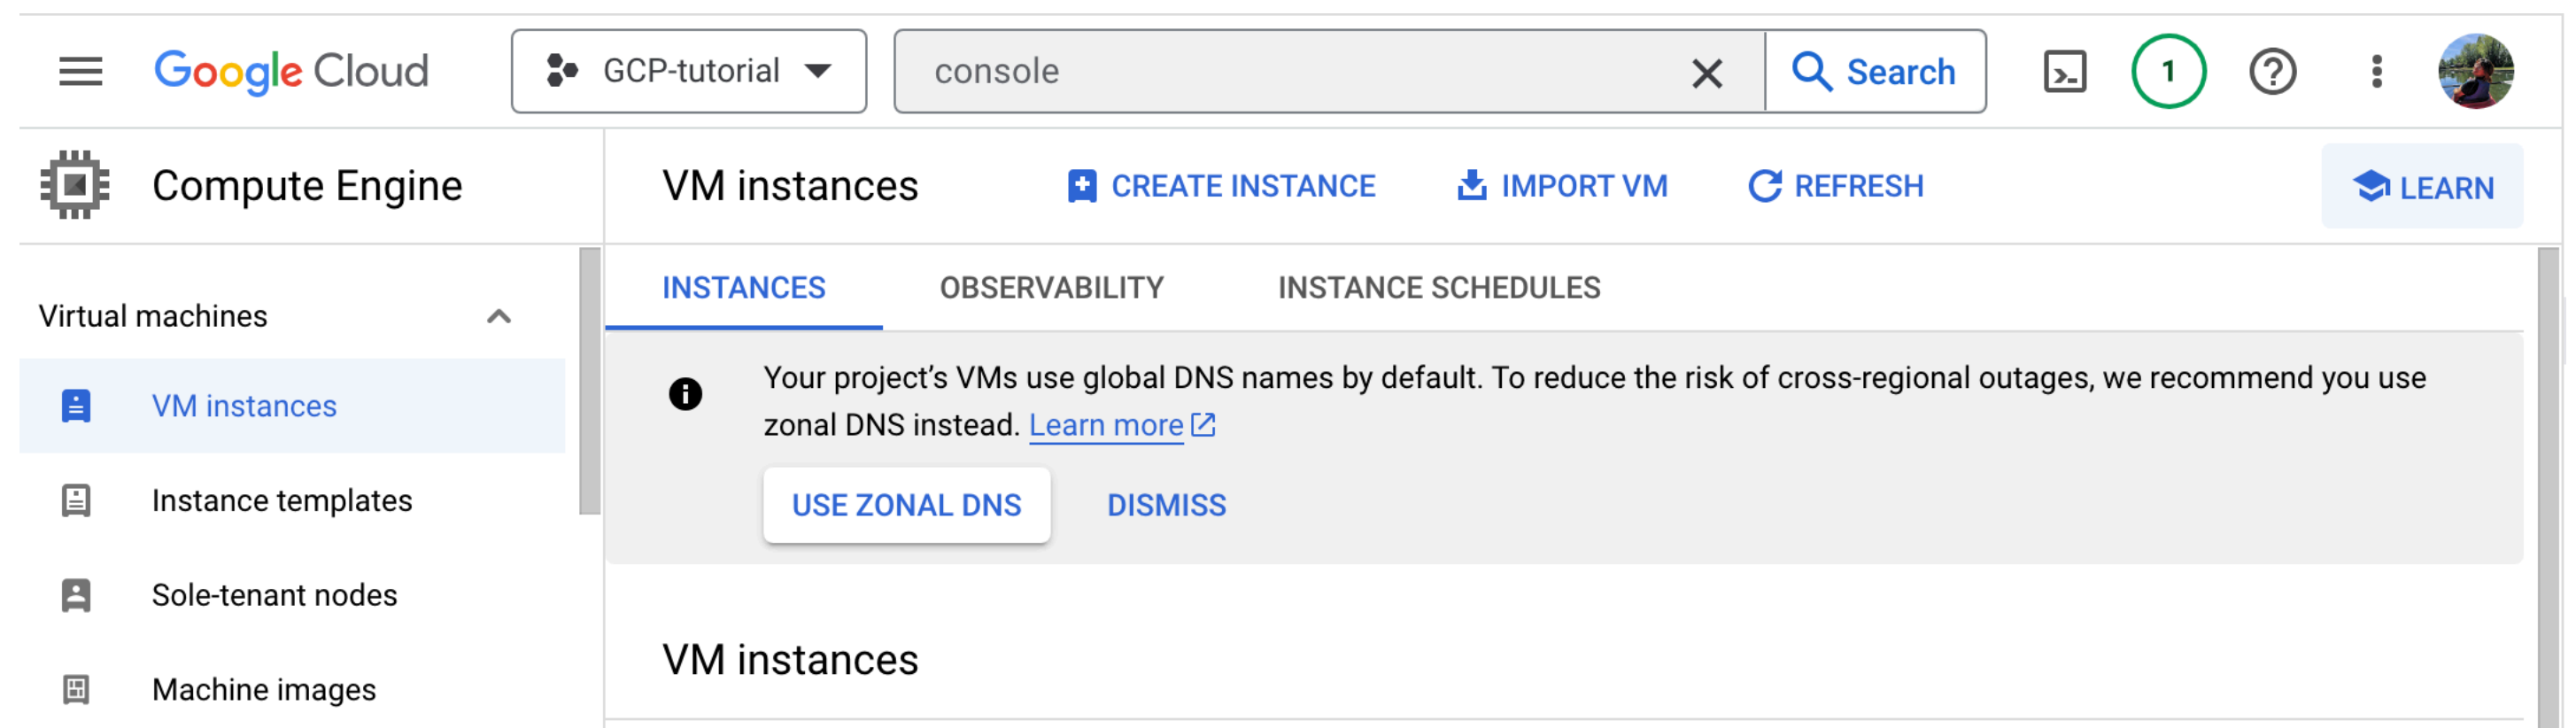 Google Cloud
GCP-tutorial
console
Search
1
Compute Engine
VM instances
CREATE INSTANCE
IMPORT VM
REFRESH
LEARN
Virtual machines
VM instances
Instance templates
Sole-tenant nodes
Machine images
INSTANCES
OBSERVABILITY
INSTANCE SCHEDULES
Your project’s VMs use global DNS names by default. To reduce the risk of cross-regional outages, we recommend you use
zonal DNS instead. Learn more
USE ZONAL DNS
DISMISS
VM instances